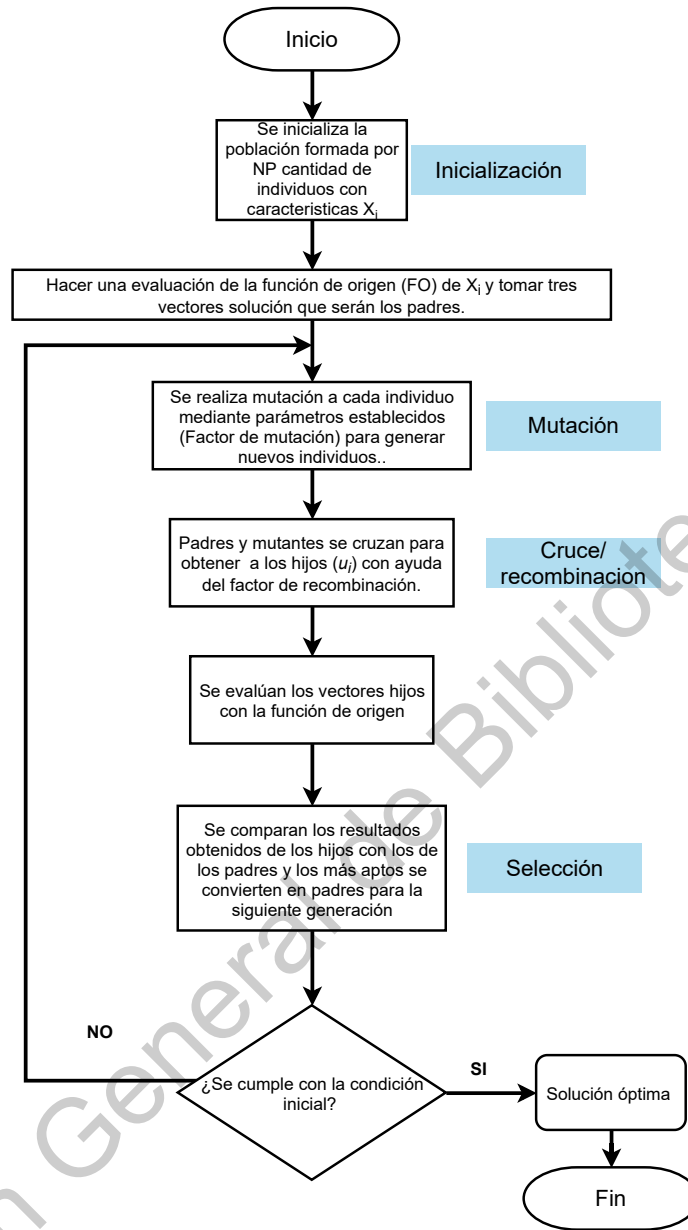 Inicio
Se inicializa la
población formada por
NP cantidad de
individuos con
caracteristicas Xi
Inicialización
Hacer una evaluación de la función de origen (FO) de Xi y tomar tres
vectores solución que serán los padres.
Se realiza mutación a cada individuo
mediante parámetros establecidos
(Factor de mutación) para generar
nuevos individuos..
Mutación
Padres y mutantes se cruzan para
obtener a los hijos (ui) con ayuda
del factor de recombinación.
Cruce/
recombinacion
Se evalúan los vectores hijos
con la función de origen
Se comparan los resultados
obtenidos de los hijos con los de
los padres y los más aptos se
convierten en padres para la
siguiente generación
Selección
NO
¿Se cumple con la condición
inicial?
SI
Solución óptima
Fin
General de Bibliote